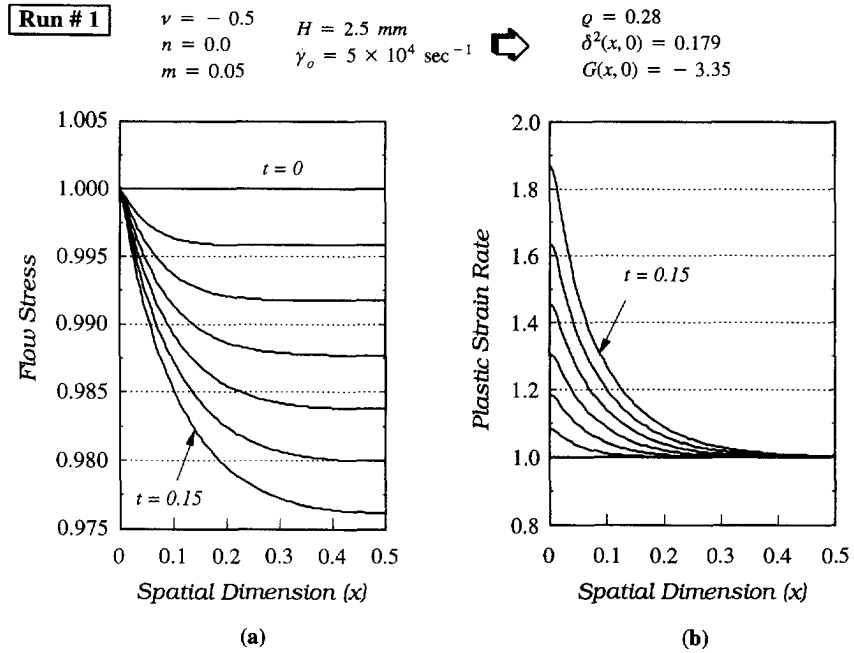 Run # 1
ν = − 0.5
n = 0.0
m = 0.05
H = 2.5 mm
γ̇ₒ = 5 × 10⁴ sec⁻¹
ϱ = 0.28
δ²(x, 0) = 0.179
G(x, 0) = − 3.35
1.005
1.000
0.995
0.990
0.985
0.980
0.975
Flow Stress
t = 0
t = 0.15
0 0.1 0.2 0.3 0.4 0.5
Spatial Dimension (x)
(a)
2.0
1.8
1.6
1.4
1.2
1.0
0.8
Plastic Strain Rate
t = 0.15
0 0.1 0.2 0.3 0.4 0.5
Spatial Dimension (x)
(b)